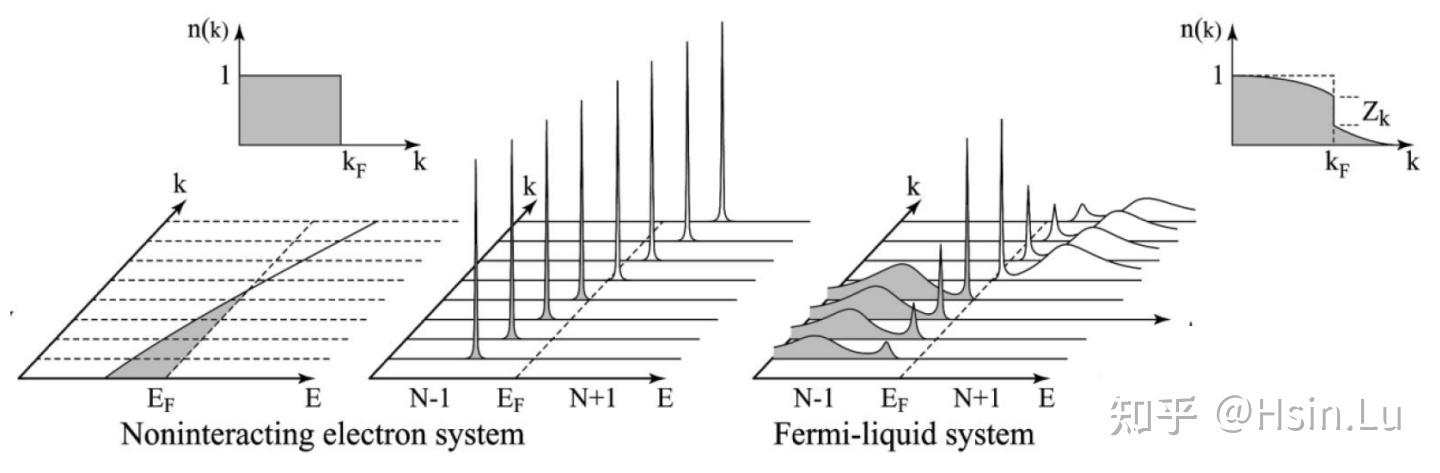 n(k)
1
k_F
k
k
E_F
E
k
N-1
E_F
N+1
E
Noninteracting electron system
n(k)
1
Z_k
k_F
k
k
N-1
E_F
N+1
E
Fermi-liquid system
知乎 @Hsin.Lu